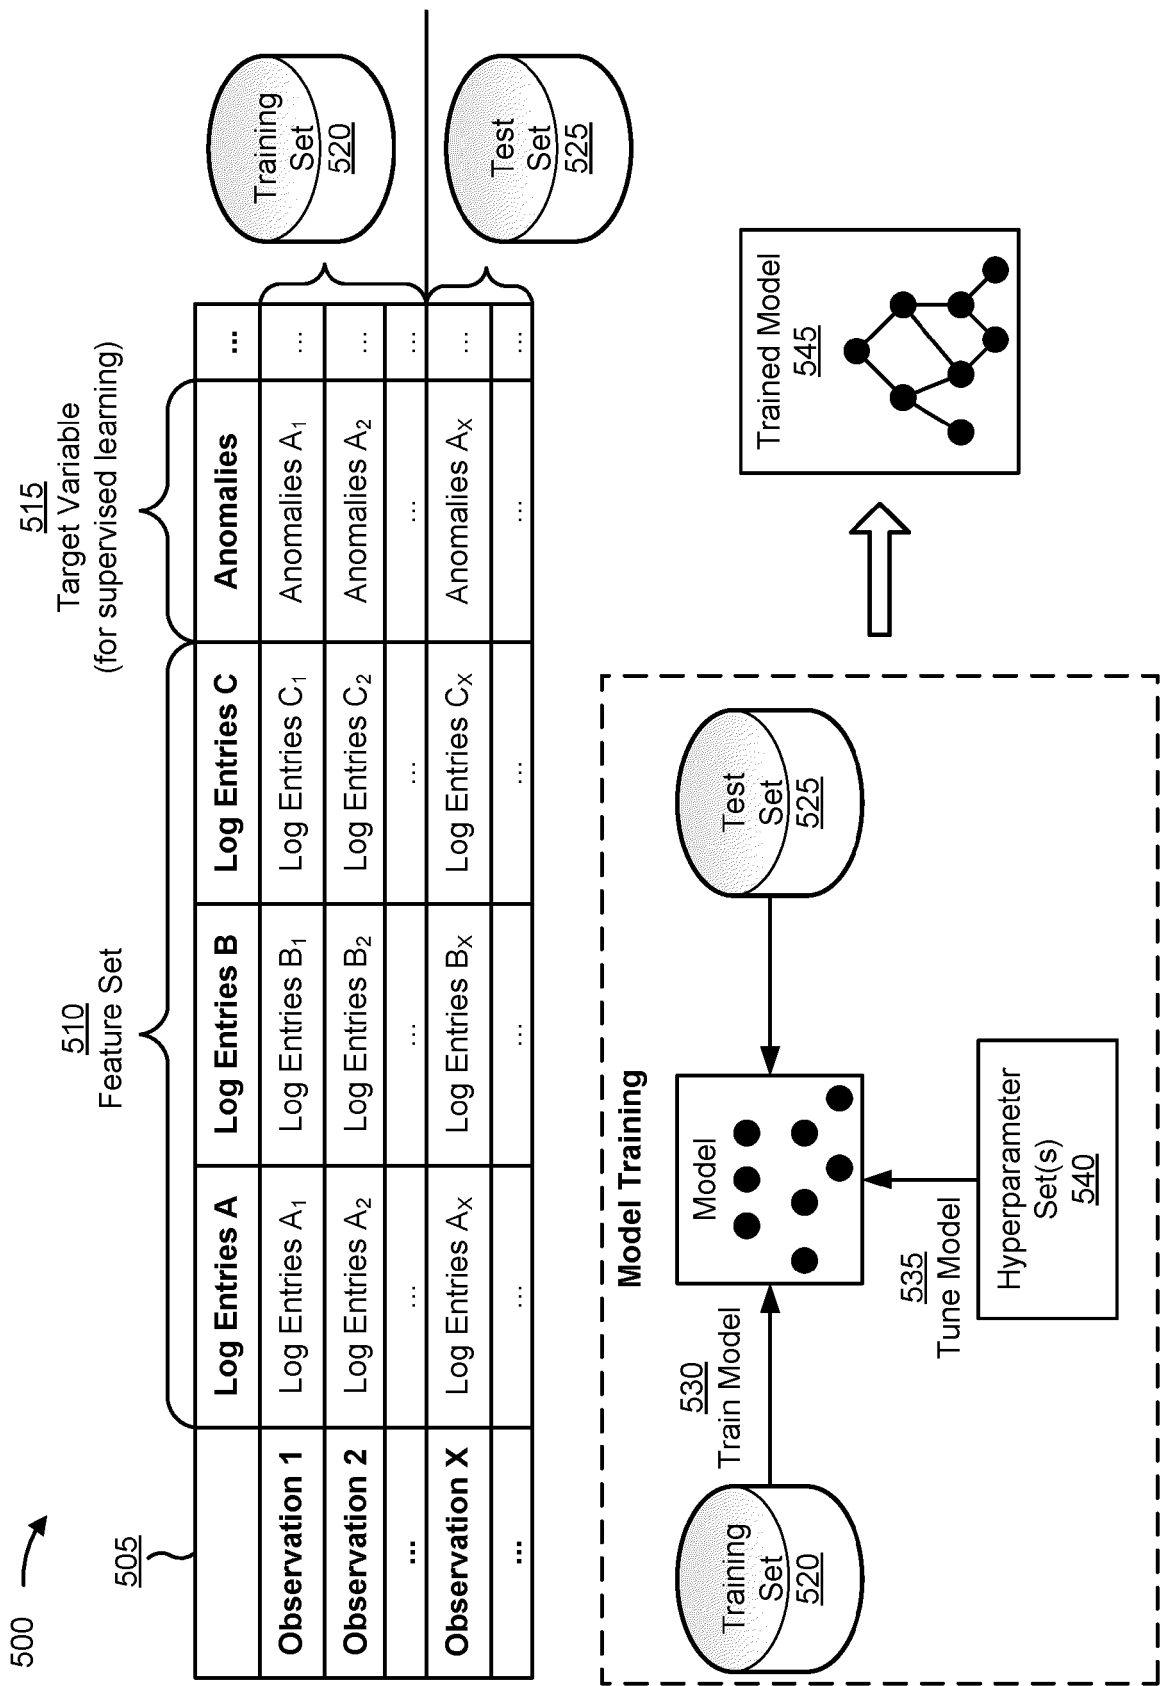 500
505
510
Feature Set
515
Target Variable
(for supervised learning)
Log Entries A Log Entries B Log Entries C Anomalies ...
Observation 1 Log Entries A1 Log Entries B1 Log Entries C1 Anomalies A1 ...
Observation 2 Log Entries A2 Log Entries B2 Log Entries C2 Anomalies A2 ...
... ... ... ... ... ...
Observation X Log Entries AX Log Entries BX Log Entries CX Anomalies AX ...
... ... ... ... ... ...
Training
Set
520
Test
Set
525
Model Training
Training
Set
520
530
Train Model
Model
Test
Set
525
535
Tune Model
Hyperparameter
Set(s)
540
Trained Model
545